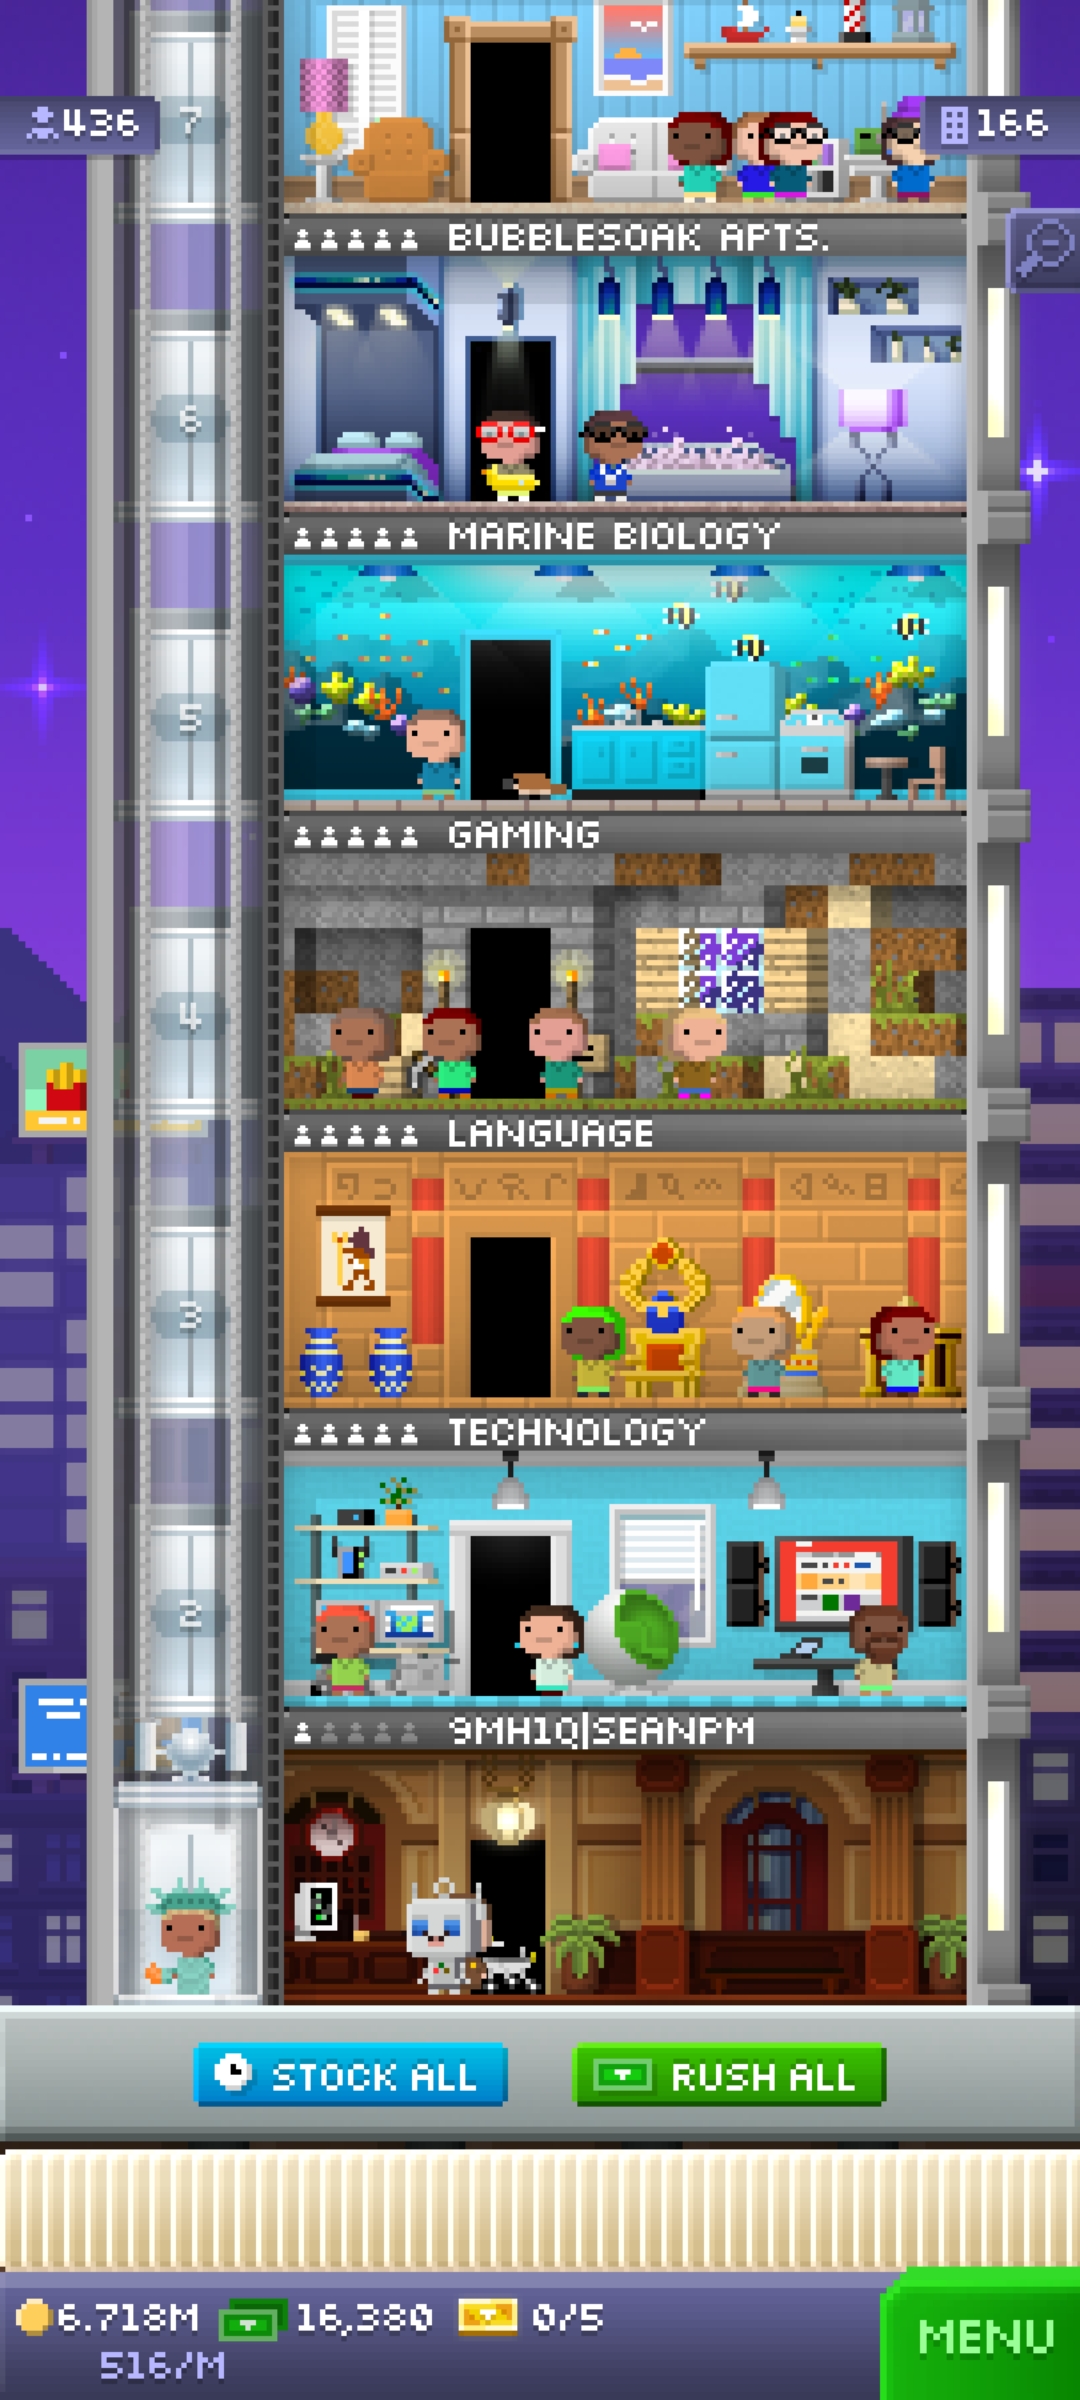 7
436
166
BUBBLESOAK APTS.
6
MARINE BIOLOGY
5
GAMING
4
LANGUAGE
3
TECHNOLOGY
2
9MH1Q|SEANPM
STOCK ALL
RUSH ALL
6.718M
16,380
0/5
516/M
MENU